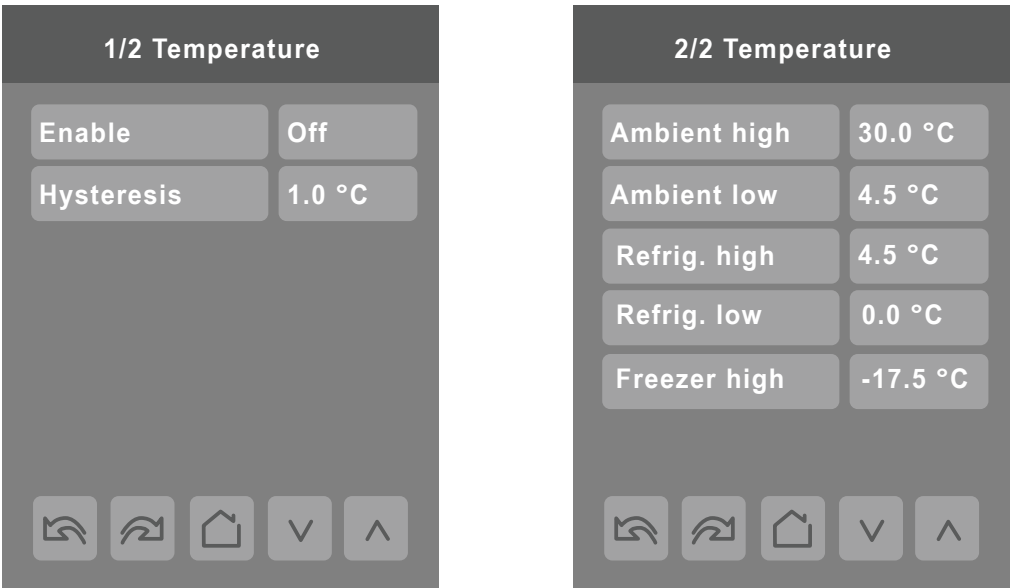 1/2 Temperature
Enable Off
Hysteresis 1.0 °C
2/2 Temperature
Ambient high 30.0 °C
Ambient low 4.5 °C
Refrig. high 4.5 °C
Refrig. low 0.0 °C
Freezer high -17.5 °C